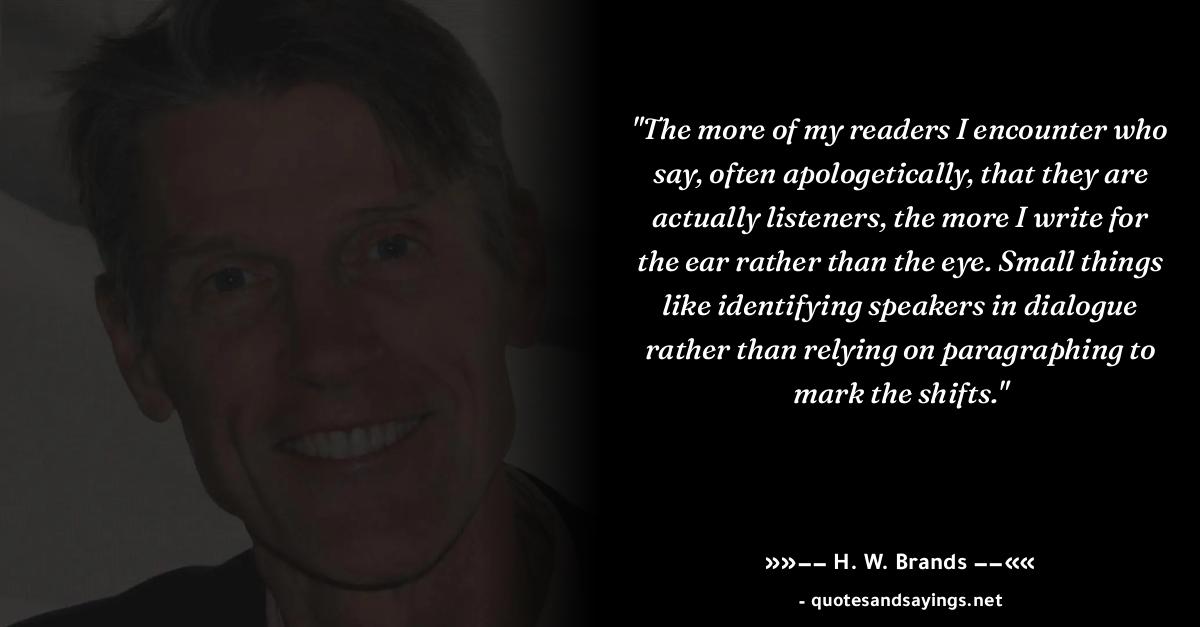 "The more of my readers I encounter who
say, often apologetically, that they are
actually listeners, the more I write for
the ear rather than the eye. Small things
like identifying speakers in dialogue
rather than relying on paragraphing to
mark the shifts."
»»—— H. W. Brands ——««
- quotesandsayings.net